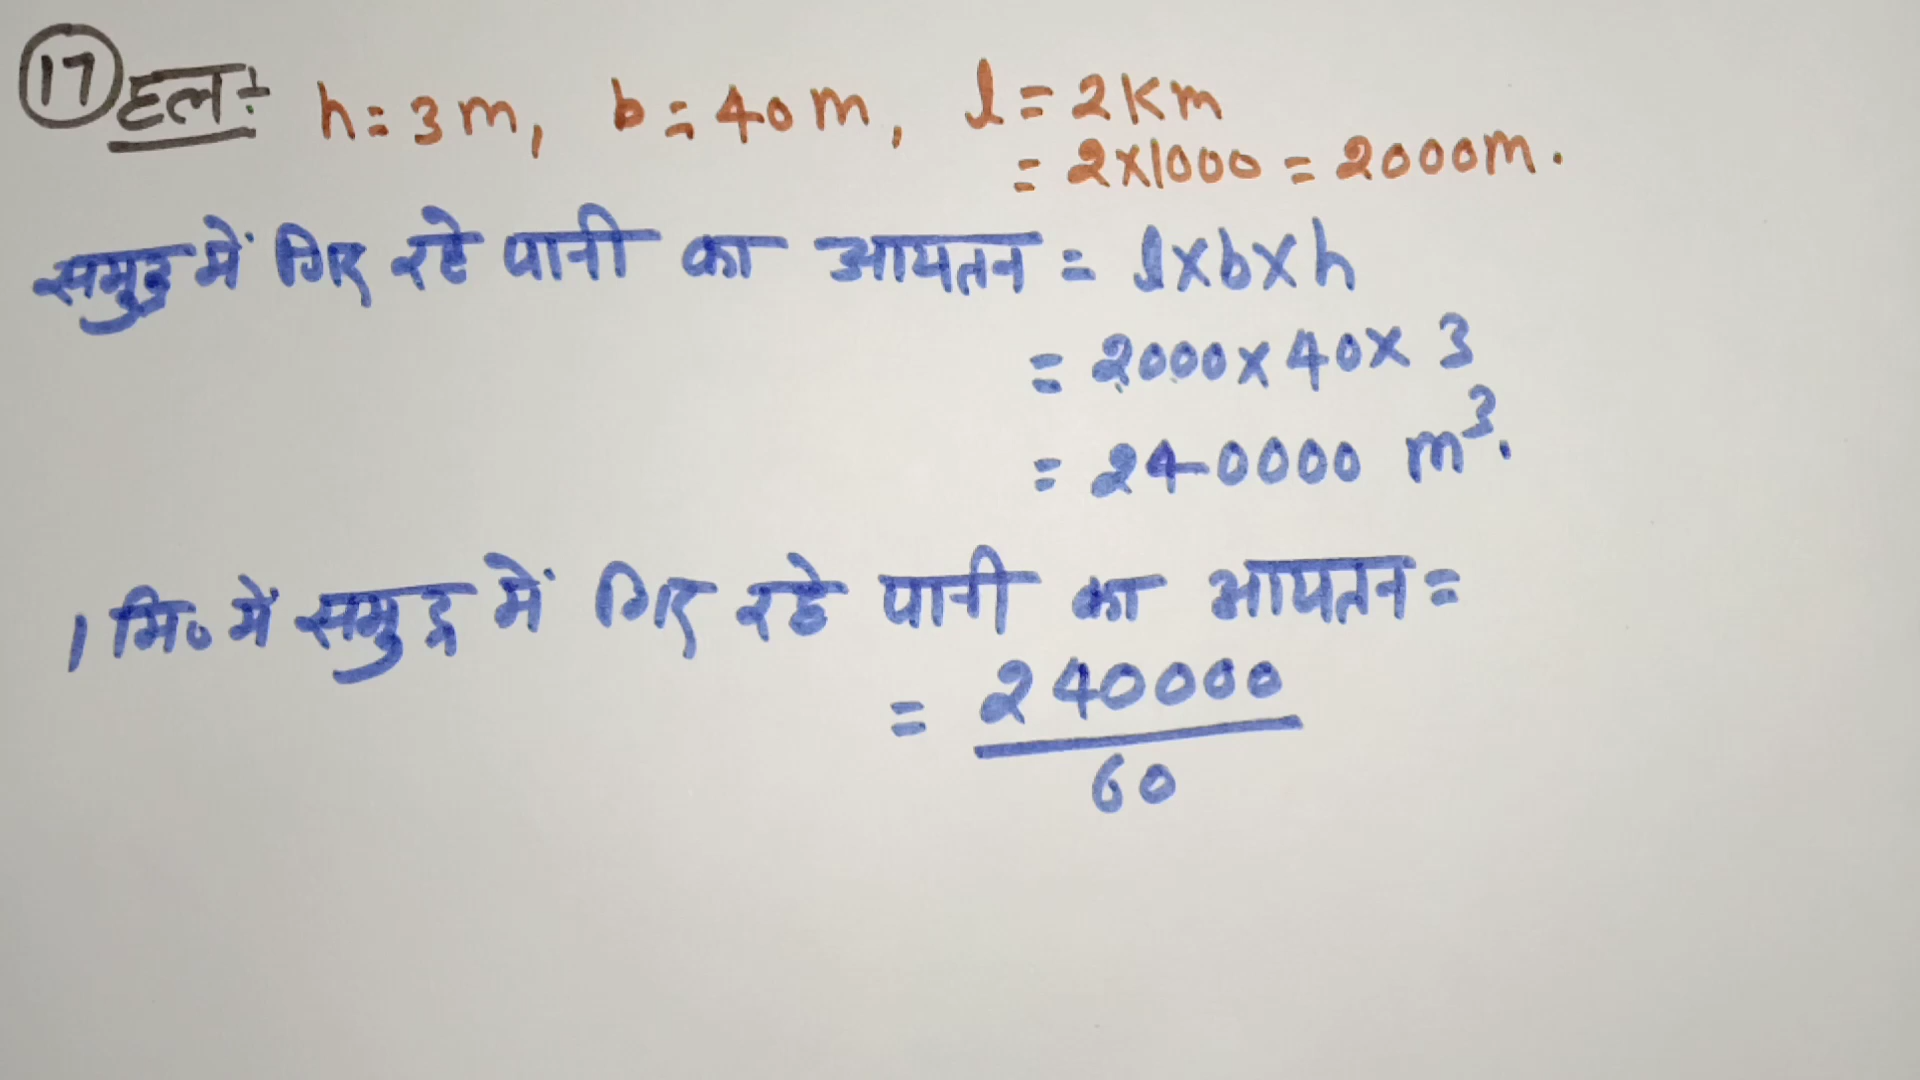 17 हल÷ h=3m, b=40m, l=2Km
=2×1000=2000m.
समुद्र में गिर रहे पानी का आयतन = l×b×h
= 2000×40×3
= 240000 m³.
1 मि० में समुद्र में गिर रहे पानी का आयतन =
= 240000
60